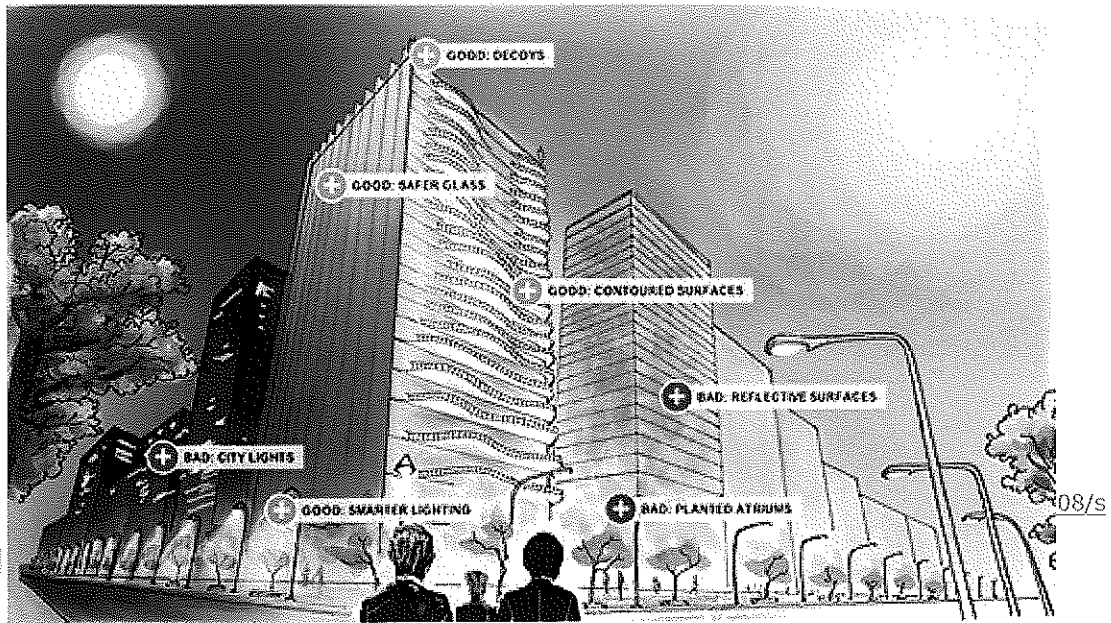 GOOD: DECOYS
GOOD: SAFER GLASS
GOOD: CONTOURED SURFACES
BAD: REFLECTIVE SURFACES
BAD: CITY LIGHTS
GOOD: SMARTER LIGHTING
BAD: PLANTED ATRIUMS
08/s
e